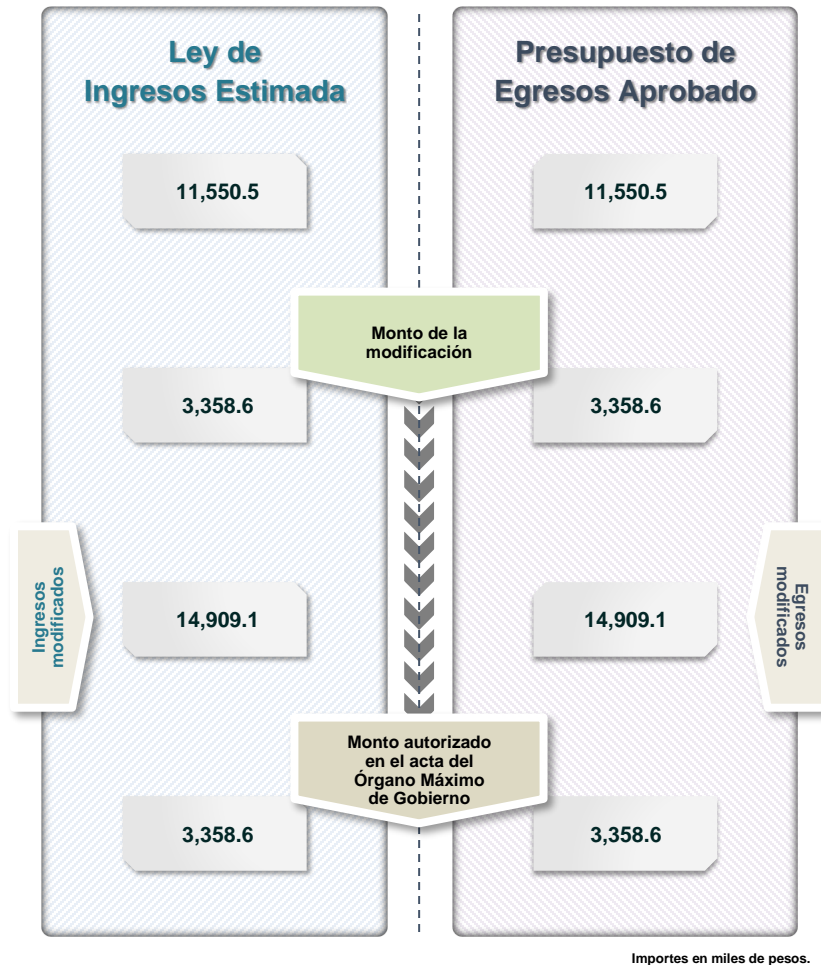 Ley de
Ingresos Estimada
Presupuesto de
Egresos Aprobado
11,550.5
11,550.5
Monto de la
modificación
3,358.6
3,358.6
Ingresos
modificados
14,909.1
14,909.1
Egresos
modificados
Monto autorizado
en el acta del
Órgano Máximo
de Gobierno
3,358.6
3,358.6
Importes en miles de pesos.